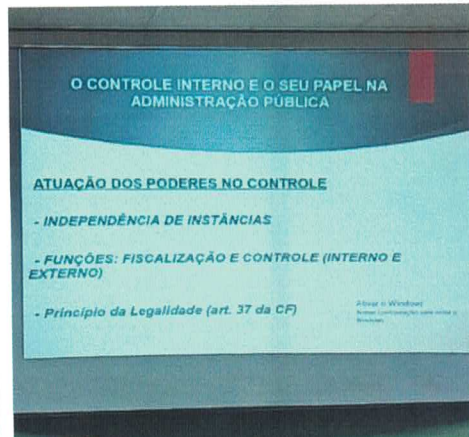 O CONTROLE INTERNO E O SEU PAPEL NA
ADMINISTRAÇÃO PÚBLICA
ATUAÇÃO DOS PODERES NO CONTROLE
- INDEPENDÊNCIA DE INSTÂNCIAS
- FUNÇÕES: FISCALIZAÇÃO E CONTROLE (INTERNO E
EXTERNO)
- Princípio da Legalidade (art. 37 da CF)
Ativar o Windows
Windows